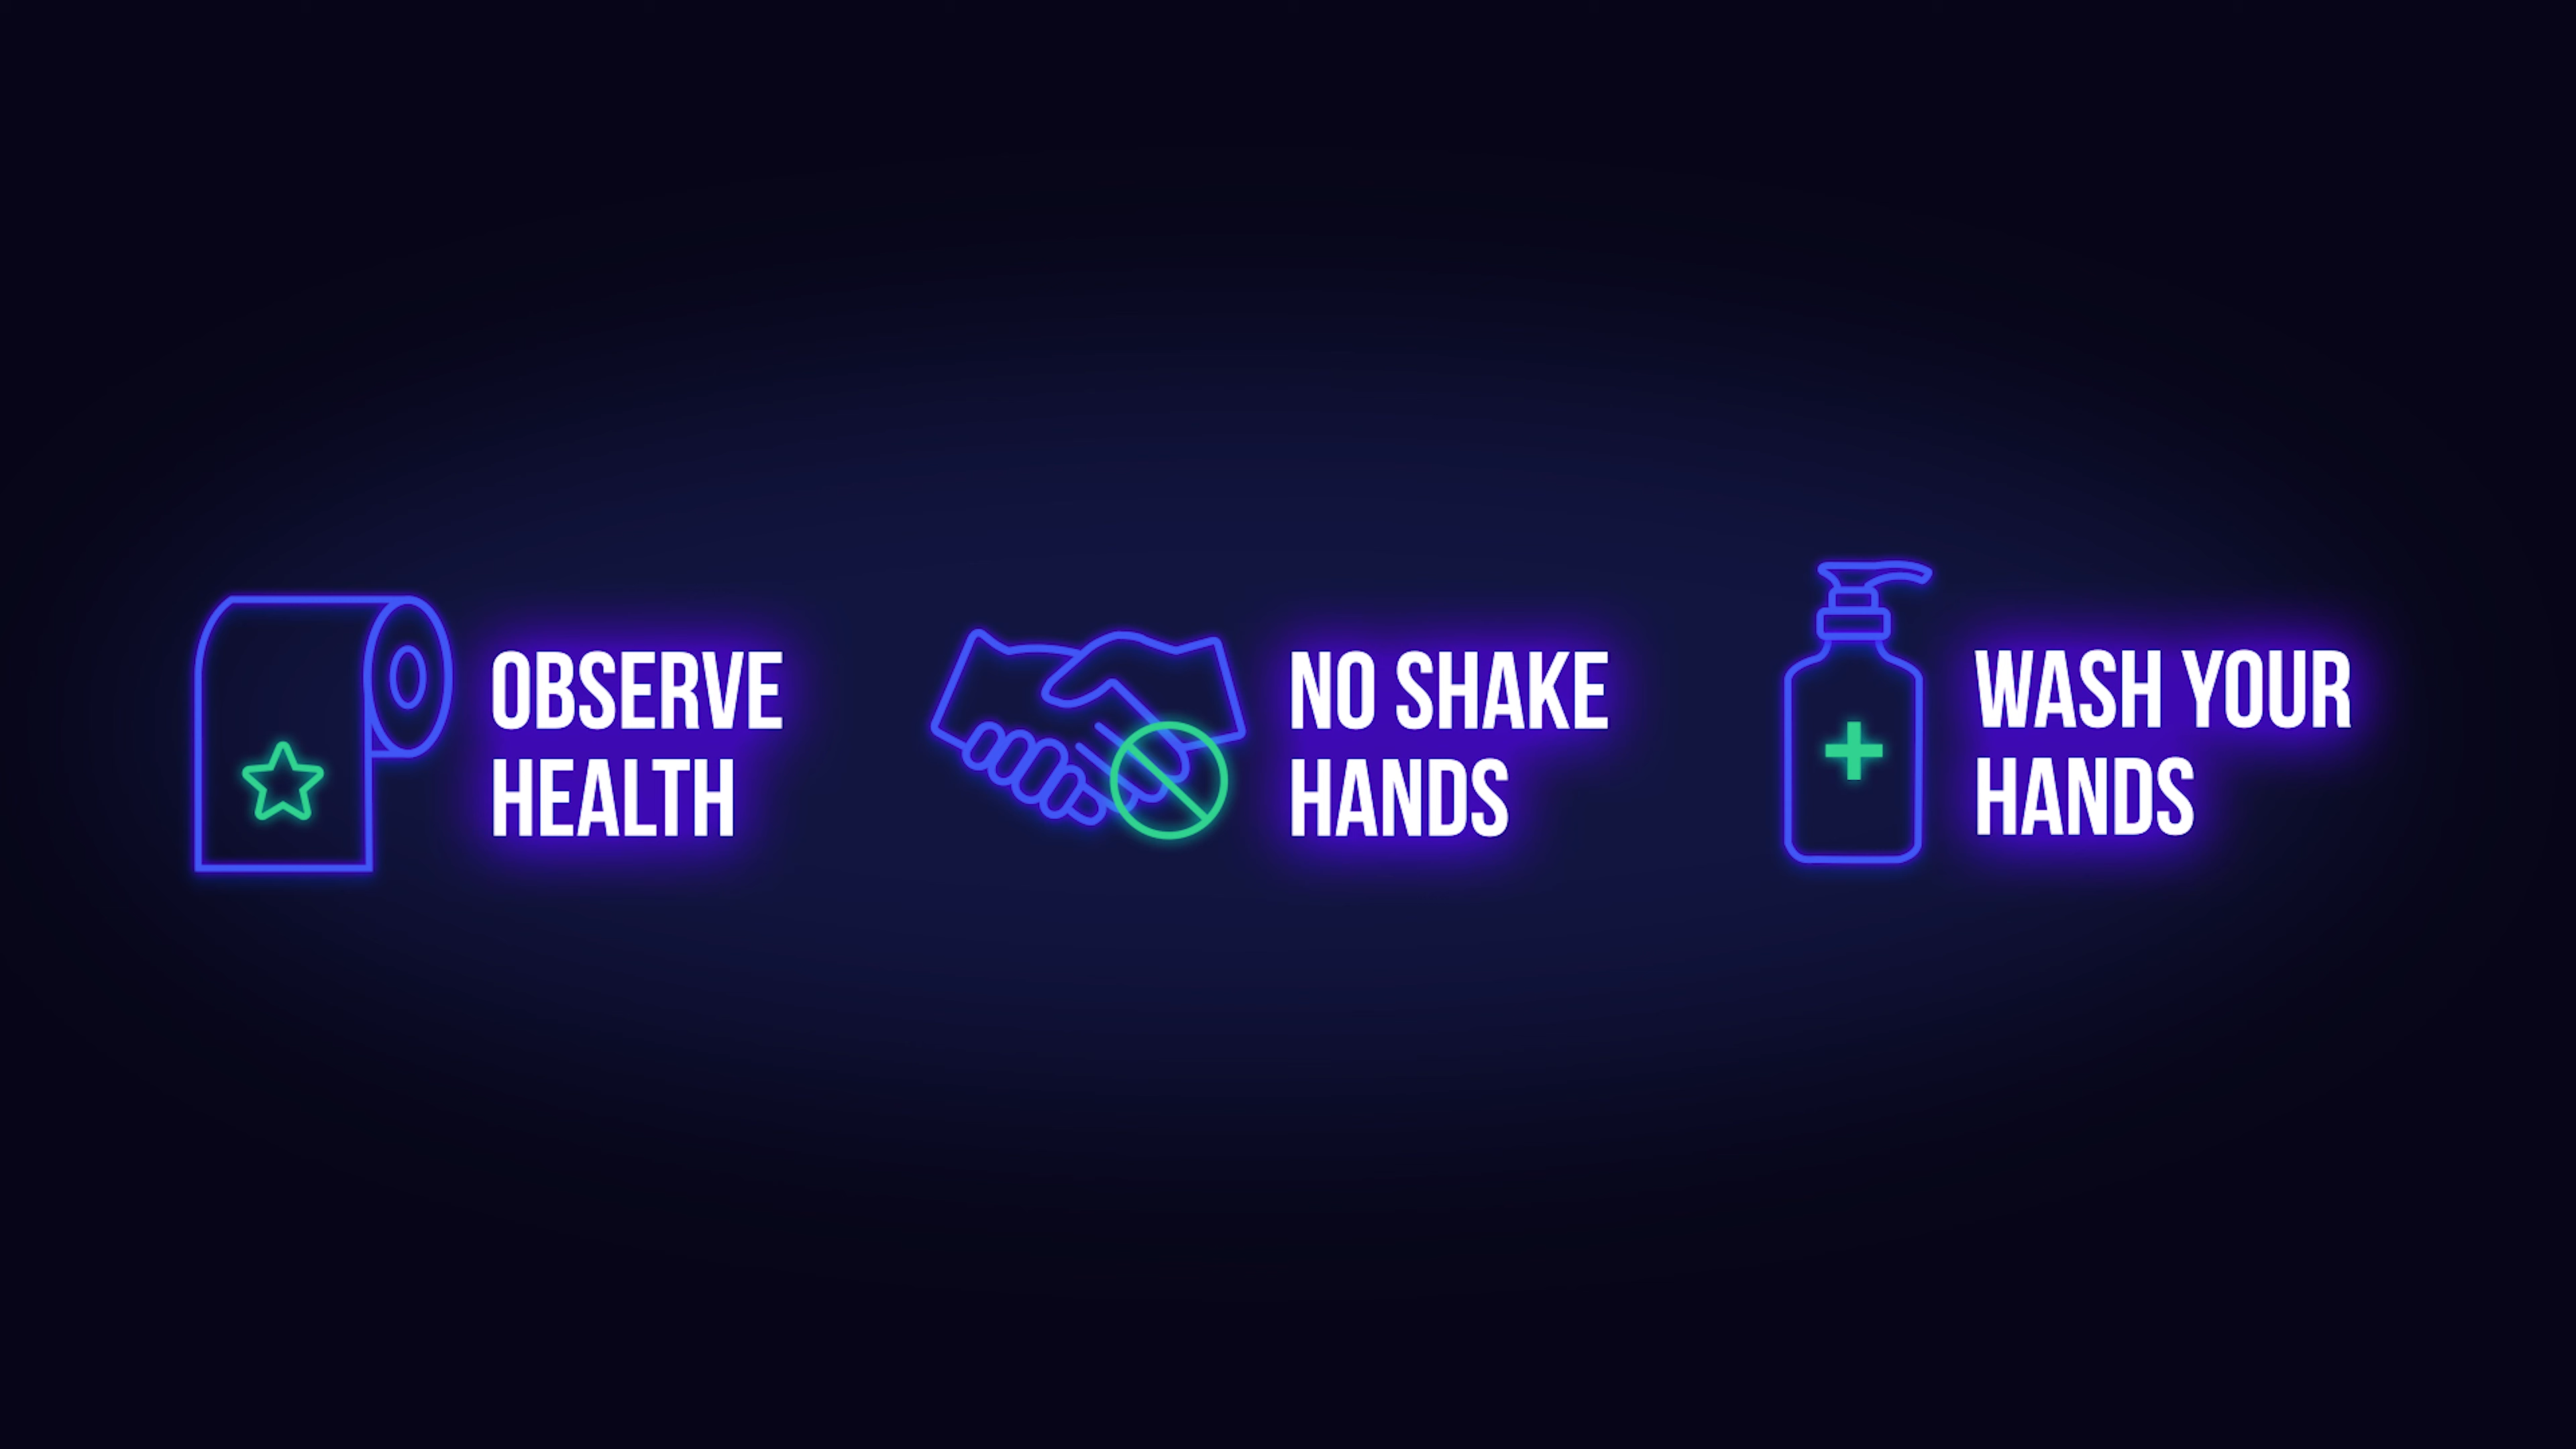 OBSERVE
HEALTH
NO SHAKE
HANDS
WASH YOUR
HANDS